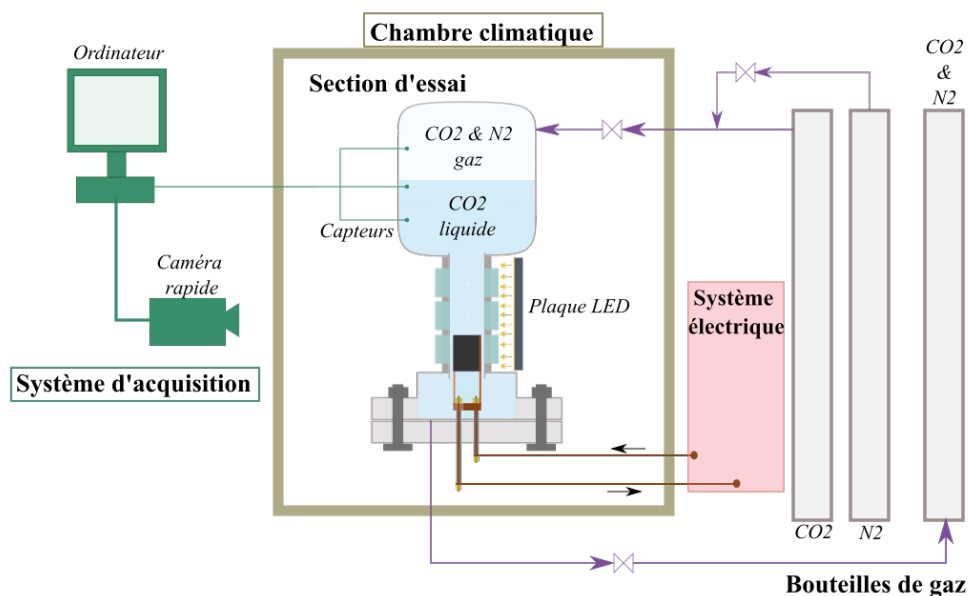 Chambre climatique
Ordinateur
Section d'essai
CO2
&
N2
CO2 & N2
gaz
CO2
liquide
Capteurs
Caméra
rapide
Plaque LED
Système
électrique
Système d'acquisition
CO2
N2
Bouteilles de gaz